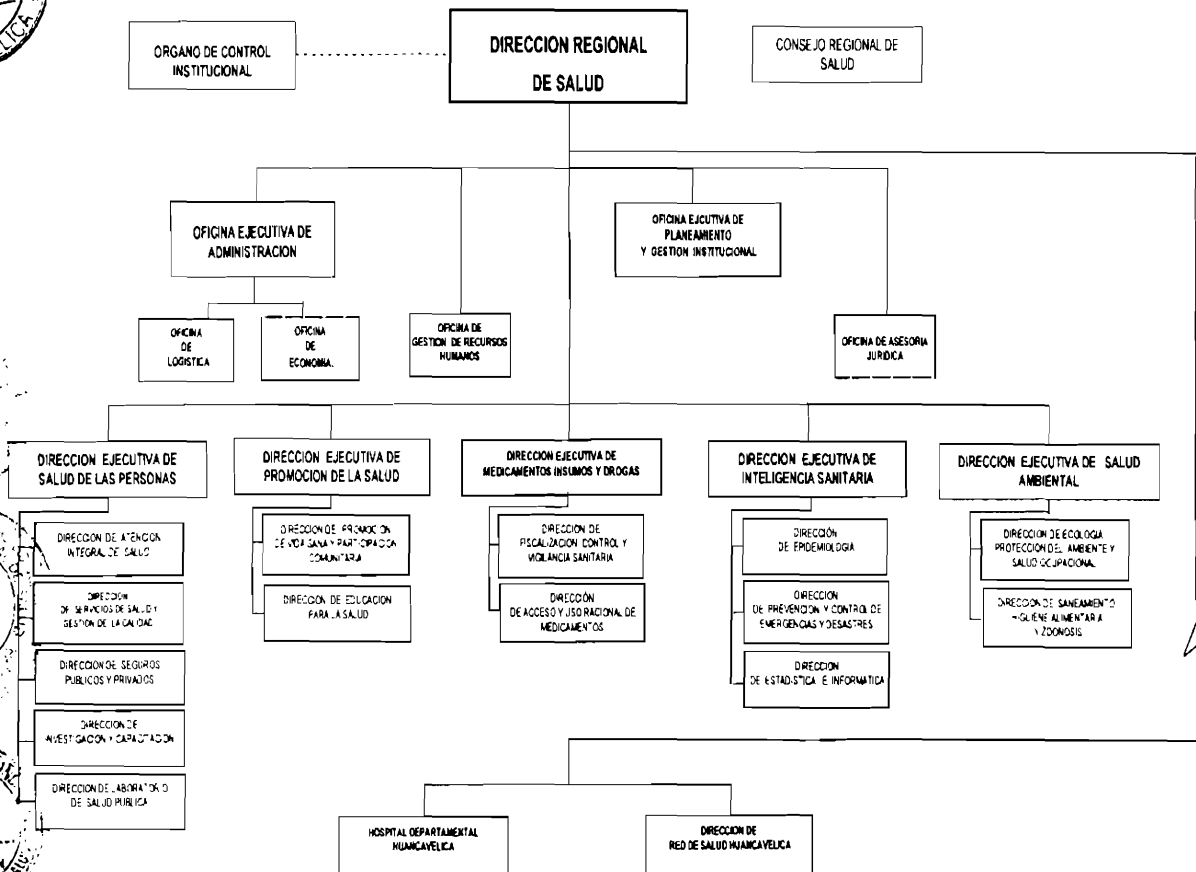 LICA
ORGANO DE CONTROL
INSTITUCIONAL
DIRECCION REGIONAL
DE SALUD
CONSEJO REGIONAL DE
SALUD
OFICINA EJECUTIVA DE
ADMINISTRACION
OFICINA EJCUTIVA DE
PLANEAMIENTO
Y GESTION INSTITUCIONAL
OFICINA
DE
LOGISTICA
OFICINA
DE
ECONOMIA.
OFICINA DE
GESTION DE RECURSOS
HUMANOS
OFICINA DE ASESORIA
JURIDICA
DIRECCION EJECUTIVA DE
SALUD DE LAS PERSONAS
DIRECCION EJECUTIVA DE
PROMOCION DE LA SALUD
DIRECCION EJECUTIVA DE
MEDICAMENTOS INSUMOS Y DROGAS
DIRECCION EJECUTIVA DE
INTELIGENCIA SANITARIA
DIRECCION EJECUTIVA DE SALUD
AMBIENTAL
DIRECCION DE ATENCION
INTEGRAL DE SALUD
DIRECCION
DE SERVICIOS DE SALUD Y
GESTION DE LA CALIDAD
DIRECCION DE SEGUROS
PUBLICOS Y PRIVADOS
DIRECCION DE
INVESTIGACION Y CAPACITACION
DIRECCION DE LABORATORIO
DE SALUD PUBLICA
DIRECCION DE PROMOCION
DE VIDA SANA Y PARTICIPACION
COMUNITARIA
DIRECCION DE EDUCACION
PARA LA SALUD
DIRECCION DE
FISCALIZACION CONTROL Y
VIGILANCIA SANITARIA
DIRECCIÓN
DE ACCESO Y USO RACIONAL DE
MEDICAMENTOS
DIRECCIÓN
DE EPIDEMIOLOGIA
DIRECCION
DE PREVENCION Y CONTROL DE
EMERGENCIAS Y DESASTRES
DIRECCION
DE ESTADISTICA E INFORMATICA
DIRECCION DE ECOLOGIA
PROTECCION DEL AMBIENTE Y
SALUD OCUPACIONAL
DIRECCION DE SANEAMIENTO
HIGIENE ALIMENTARIA
Y ZOONOSIS
HOSPITAL DEPARTAMENTAL
HUANCAVELICA
DIRECCION DE
RED DE SALUD HUANCAVELICA